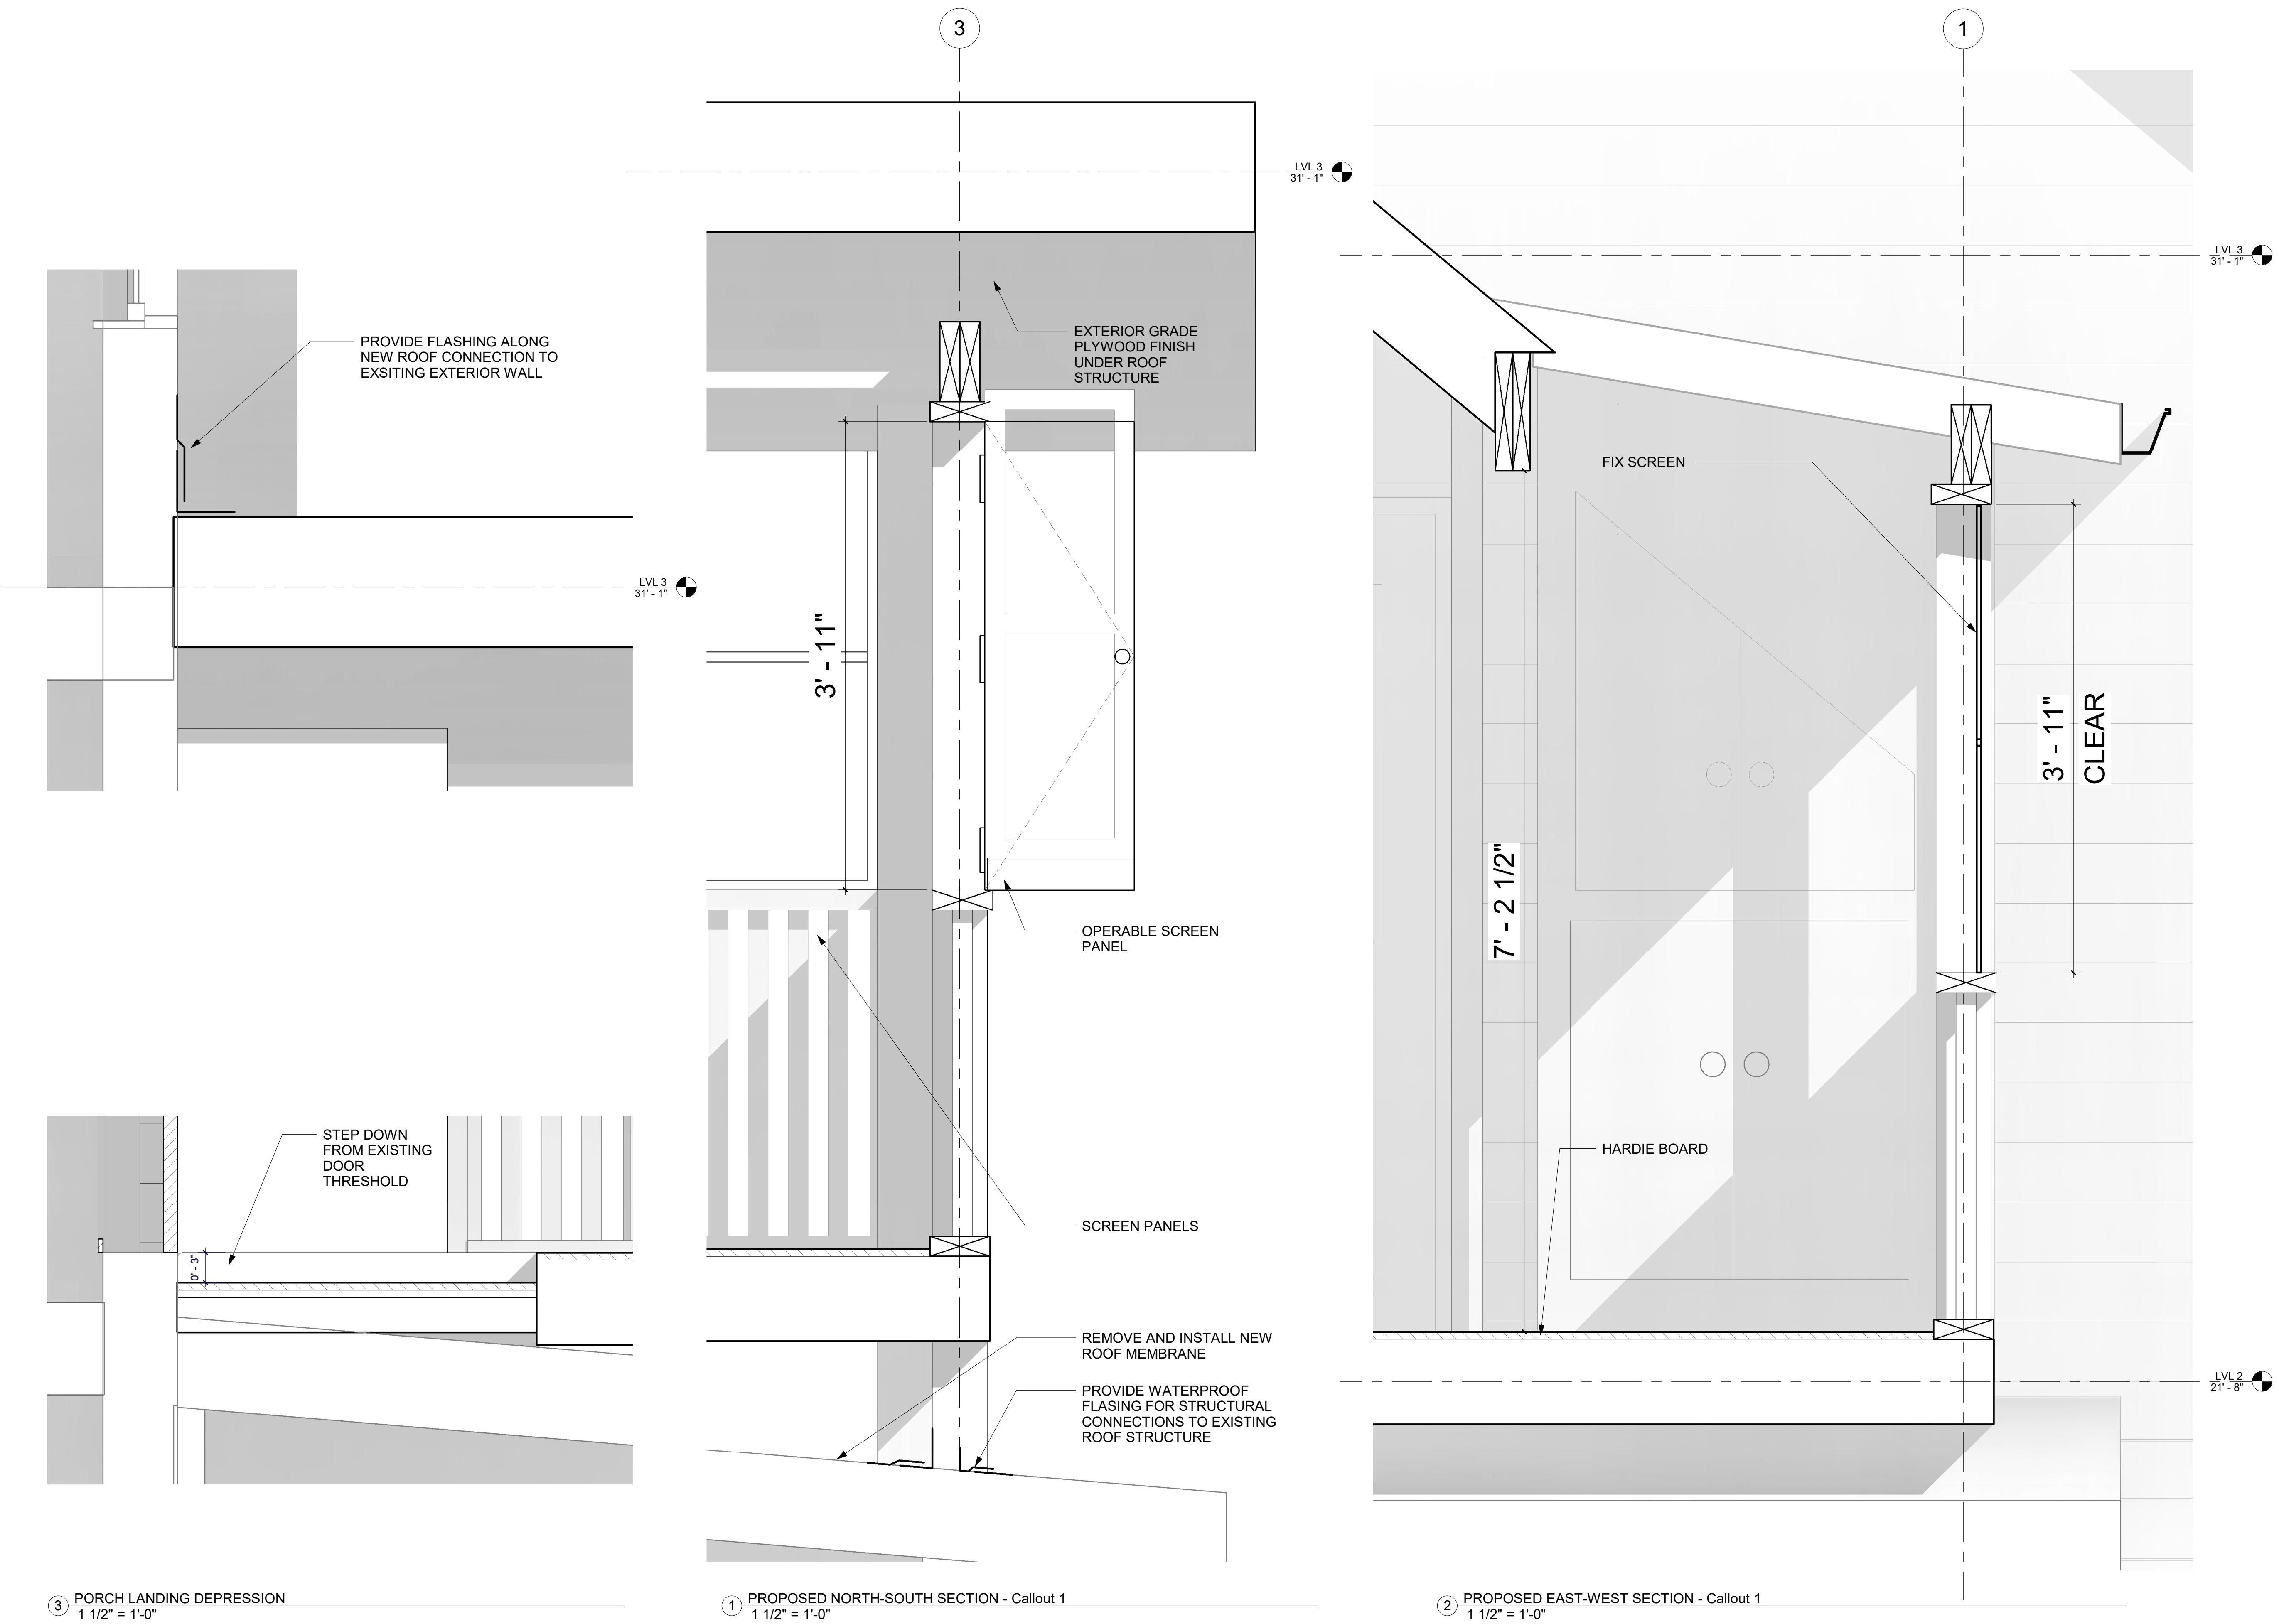 3
1
LVL 3
31' - 1"
LVL 3
31' - 1"
PROVIDE FLASHING ALONG
NEW ROOF CONNECTION TO
EXSITING EXTERIOR WALL
EXTERIOR GRADE
PLYWOOD FINISH
UNDER ROOF
STRUCTURE
FIX SCREEN
LVL 3
31' - 1"
3' - 11"
3' - 11"
CLEAR
7' - 2 1/2"
OPERABLE SCREEN
PANEL
STEP DOWN
FROM EXISTING
DOOR
THRESHOLD
HARDIE BOARD
0' - 3"
SCREEN PANELS
REMOVE AND INSTALL NEW
ROOF MEMBRANE
PROVIDE WATERPROOF
FLASING FOR STRUCTURAL
CONNECTIONS TO EXISTING
ROOF STRUCTURE
LVL 2
21' - 8"
3 PORCH LANDING DEPRESSION
1 1/2" = 1'-0"
1 PROPOSED NORTH-SOUTH SECTION - Callout 1
1 1/2" = 1'-0"
2 PROPOSED EAST-WEST SECTION - Callout 1
1 1/2" = 1'-0"